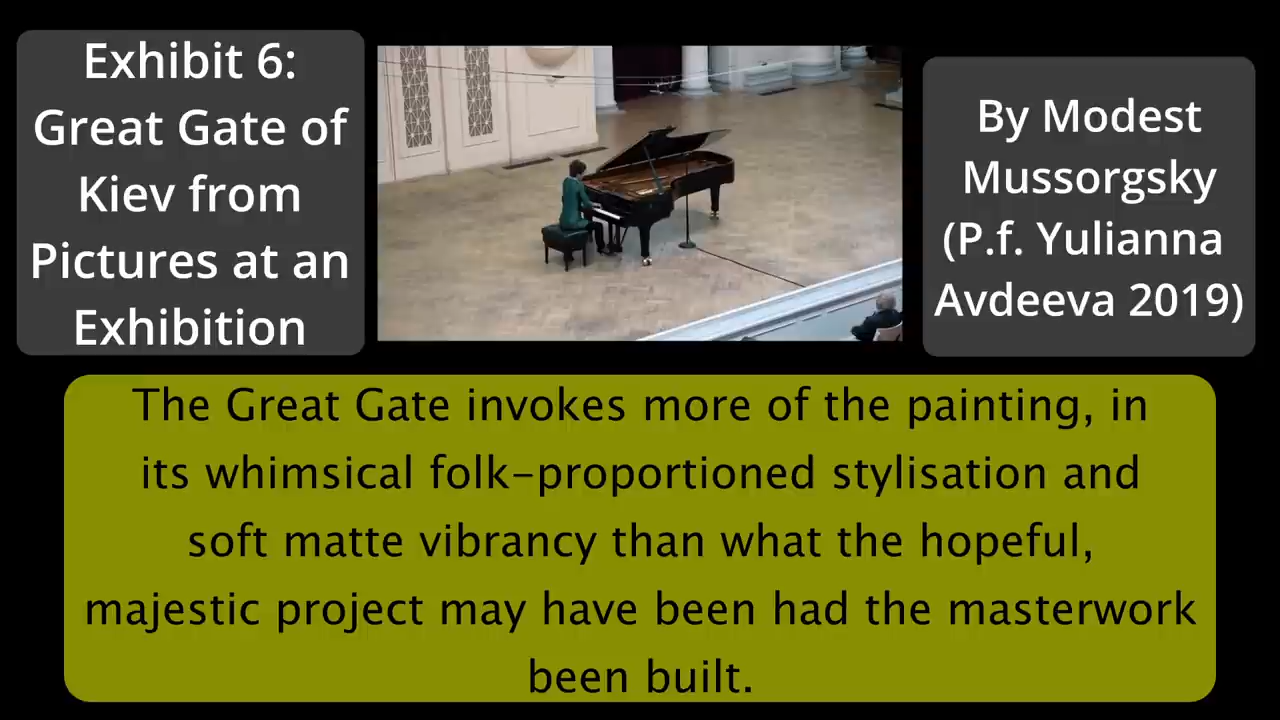 Exhibit 6:
Great Gate of
Kiev from
Pictures at an
Exhibition
By Modest
Mussorgsky
(P.f. Yulianna
Avdeeva 2019)
The Great Gate invokes more of the painting, in
its whimsical folk-proportioned stylisation and
soft matte vibrancy than what the hopeful,
majestic project may have been had the masterwork
been built.